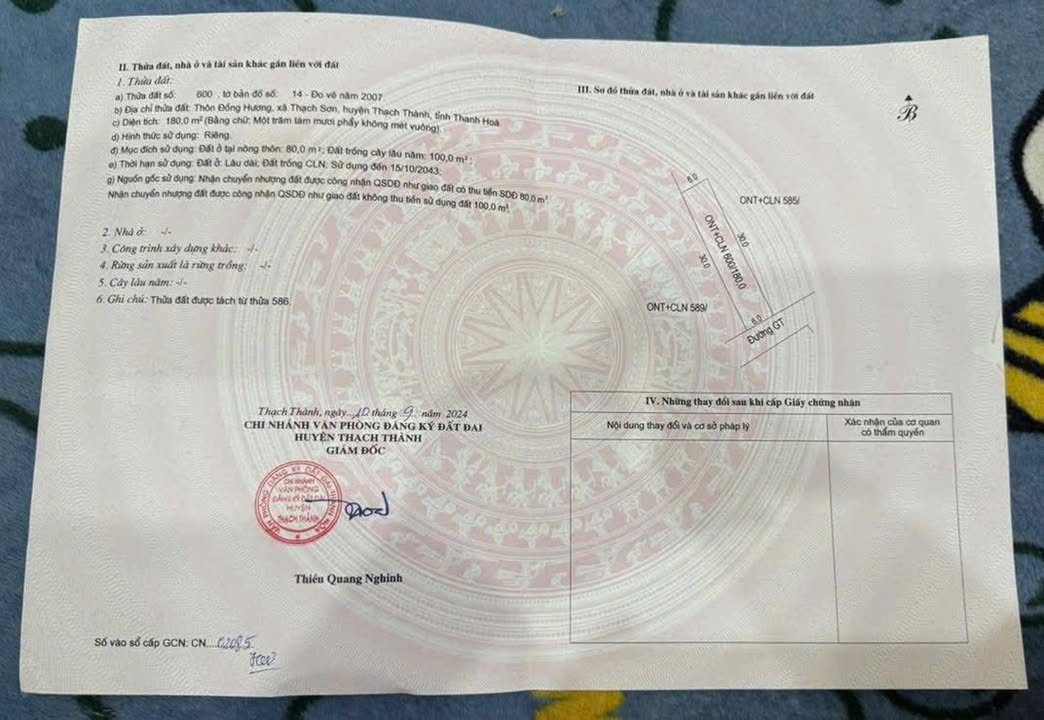 II. Thửa đất, nhà ở và tài sản khác gắn liền với đất
1. Thửa đất:
a) Thửa đất số: 600 , tờ bản đồ số: 14 - Đo vẽ năm 2007
b) Địa chỉ thửa đất: Thôn Đồng Hương, xã Thạch Sơn, huyện Thạch Thành, tỉnh Thanh Hoá
c) Diện tích: 180,0 m² (Bằng chữ: Một trăm tám mươi phẩy không mét vuông).
d) Hình thức sử dụng: Riêng.
đ) Mục đích sử dụng: Đất ở tại nông thôn: 80,0 m²; Đất trồng cây lâu năm: 100,0 m²;
e) Thời hạn sử dụng: Đất ở: Lâu dài; Đất trồng CLN: Sử dụng đến 15/10/2043;
g) Nguồn gốc sử dụng: Nhận chuyển nhượng đất được công nhận QSDĐ như giao đất có thu tiền SDĐ 80,0 m².
Nhận chuyển nhượng đất được công nhận QSDĐ như giao đất không thu tiền sử dụng đất 100,0 m².
2. Nhà ở: -/-
3. Công trình xây dựng khác: -/-
4. Rừng sản xuất là rừng trồng: -/-
5. Cây lâu năm: -/-
6. Ghi chú: Thửa đất được tách từ thửa 586.
Thạch Thành, ngày 10 tháng 9 năm 2024
CHI NHÁNH VĂN PHÒNG ĐĂNG KÝ ĐẤT ĐAI
HUYỆN THẠCH THÀNH
GIÁM ĐỐC
CHI NHÁNH
VĂN PHÒNG
ĐĂNG KÝ ĐẤT ĐAI
HUYỆN
THẠCH THÀNH
Thiều Quang Nghinh
Số vào sổ cấp GCN: CN....02085
III. Sơ đồ thửa đất, nhà ở và tài sản khác gắn liền với đất
B
6.0
ONT+CLN 585/
ONT+CLN 600/180.0
30.0
30.0
ONT+CLN 589/
6.0
Đường GT
IV. Những thay đổi sau khi cấp Giấy chứng nhận
Nội dung thay đổi và cơ sở pháp lý
Xác nhận của cơ quan
có thẩm quyền